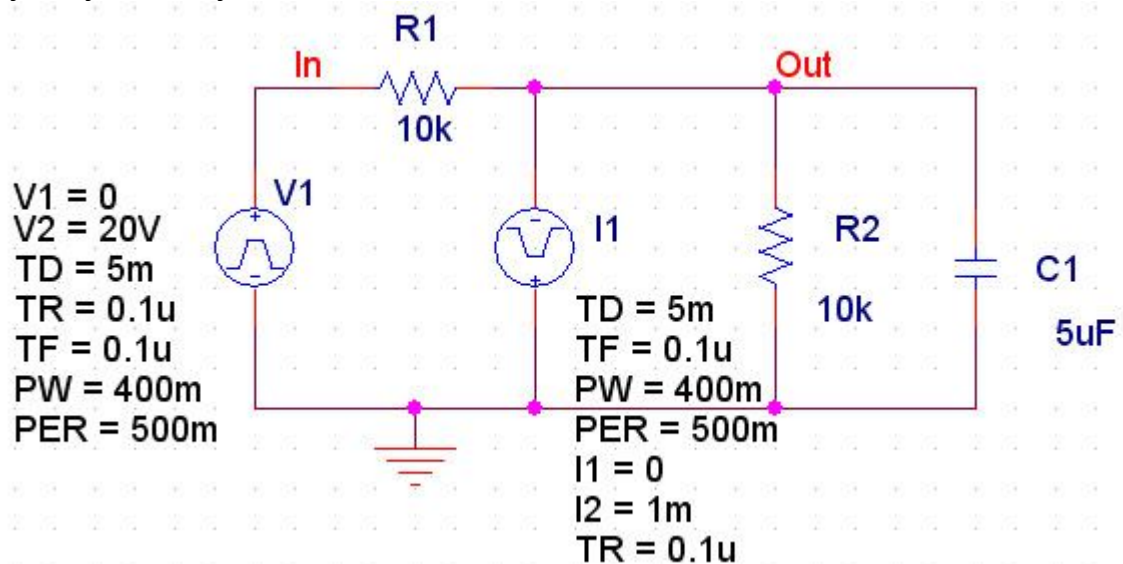 R1
In
Out
10k
V1 = 0
V2 = 20V
TD = 5m
TR = 0.1u
TF = 0.1u
PW = 400m
PER = 500m
V1
I1
TD = 5m
TF = 0.1u
PW = 400m
PER = 500m
I1 = 0
I2 = 1m
TR = 0.1u
R2
10k
C1
5uF